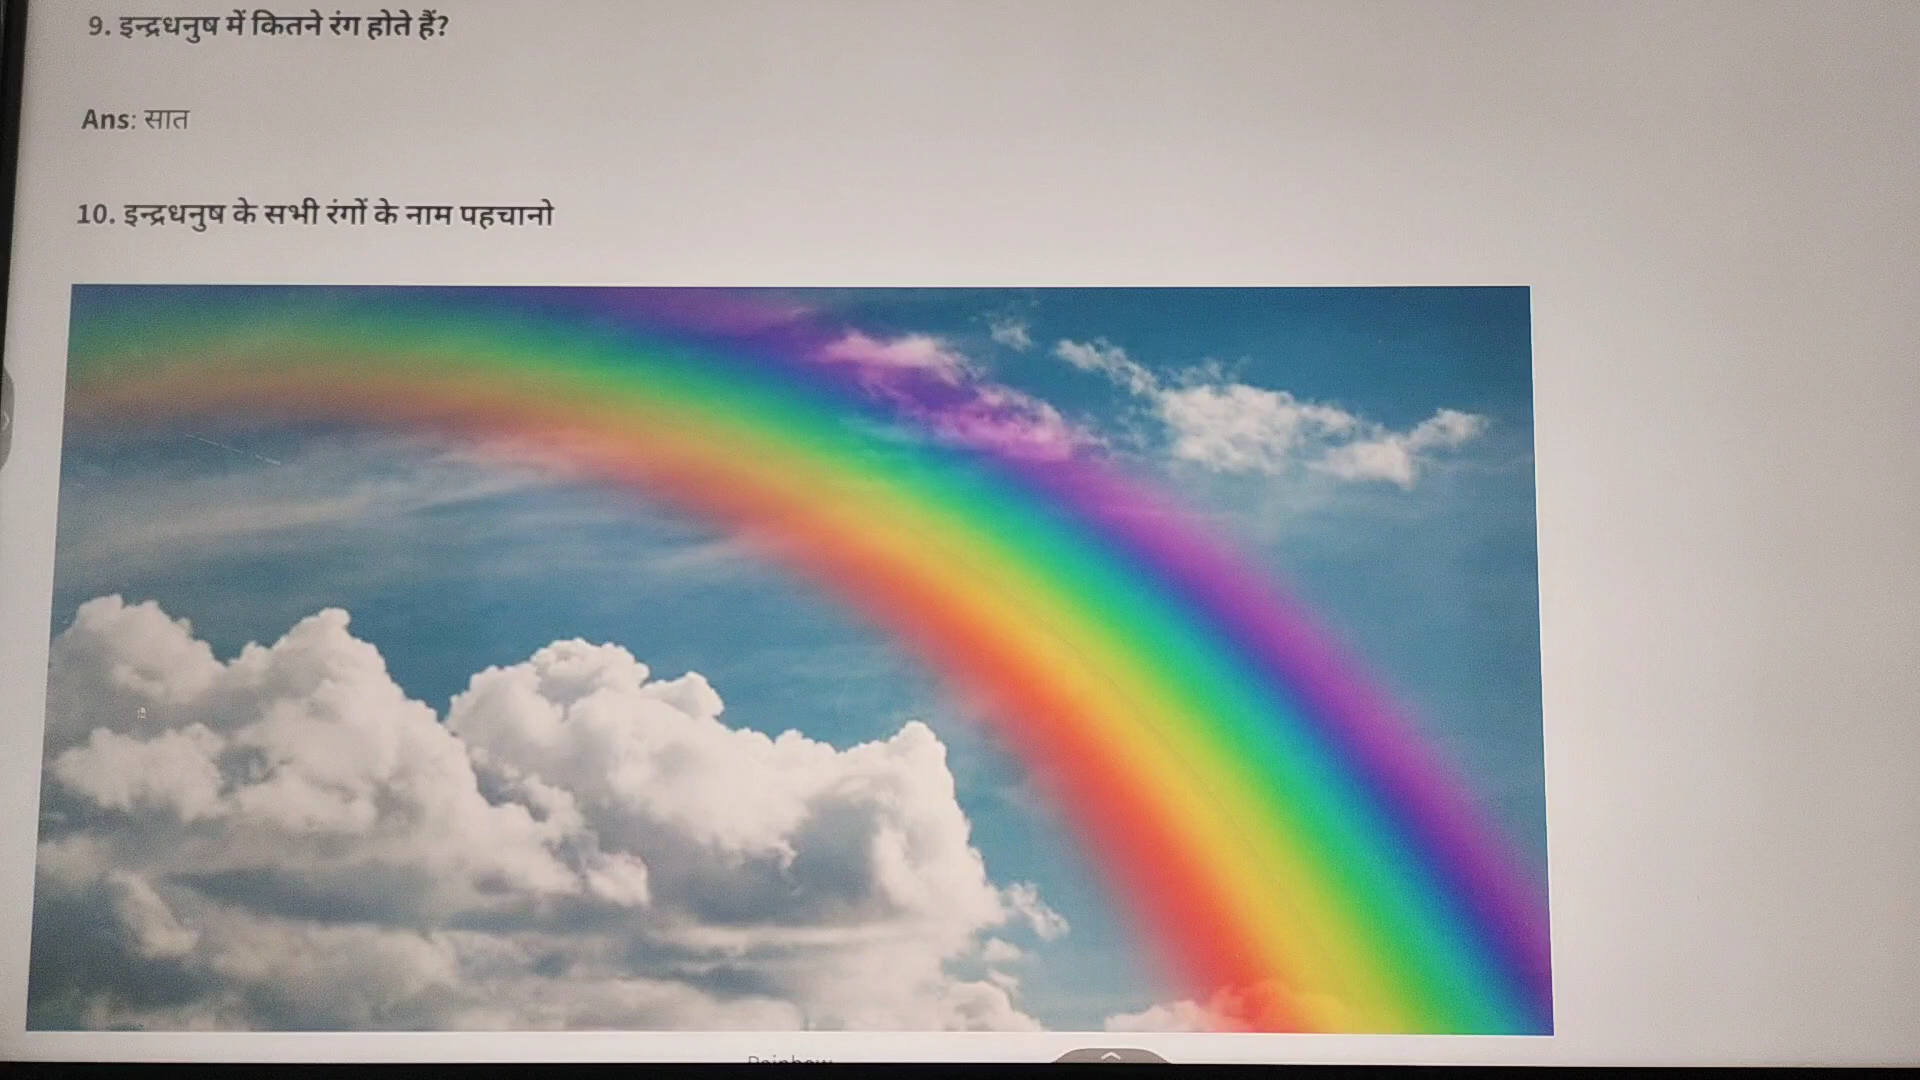 9. इन्द्रधनुष में कितने रंग होते हैं?
Ans: सात
10. इन्द्रधनुष के सभी रंगों के नाम पहचानो